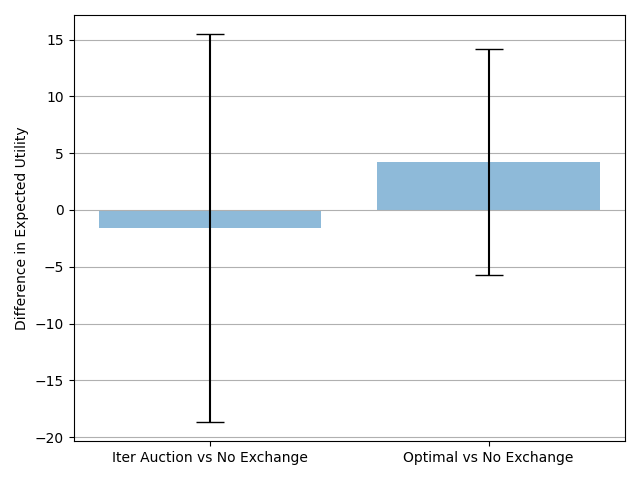 Difference in Expected Utility
15
10
5
0
−5
−10
−15
−20
Iter Auction vs No Exchange
Optimal vs No Exchange